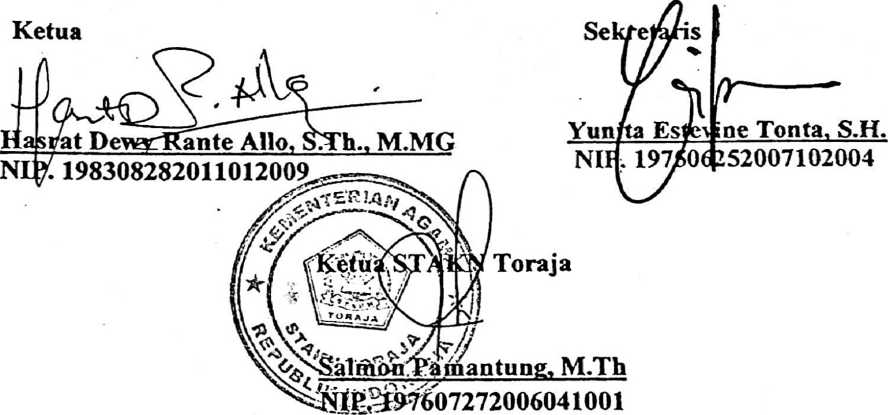 Ketua
Hasrat Dewy Rante Allo, S.Th., M.MG
NIP. 198308282011012009
Sekretaris
Yunita Estevine Tonta, S.H.
NIP. 197606252007102004
KEMENTERIAN AGAMA
REPUBLIK INDONESIA
STAKN TORAJA
TORAJA
Ketua STAKN Toraja
Salmon Pamantung, M.Th
NIP. 197607272006041001